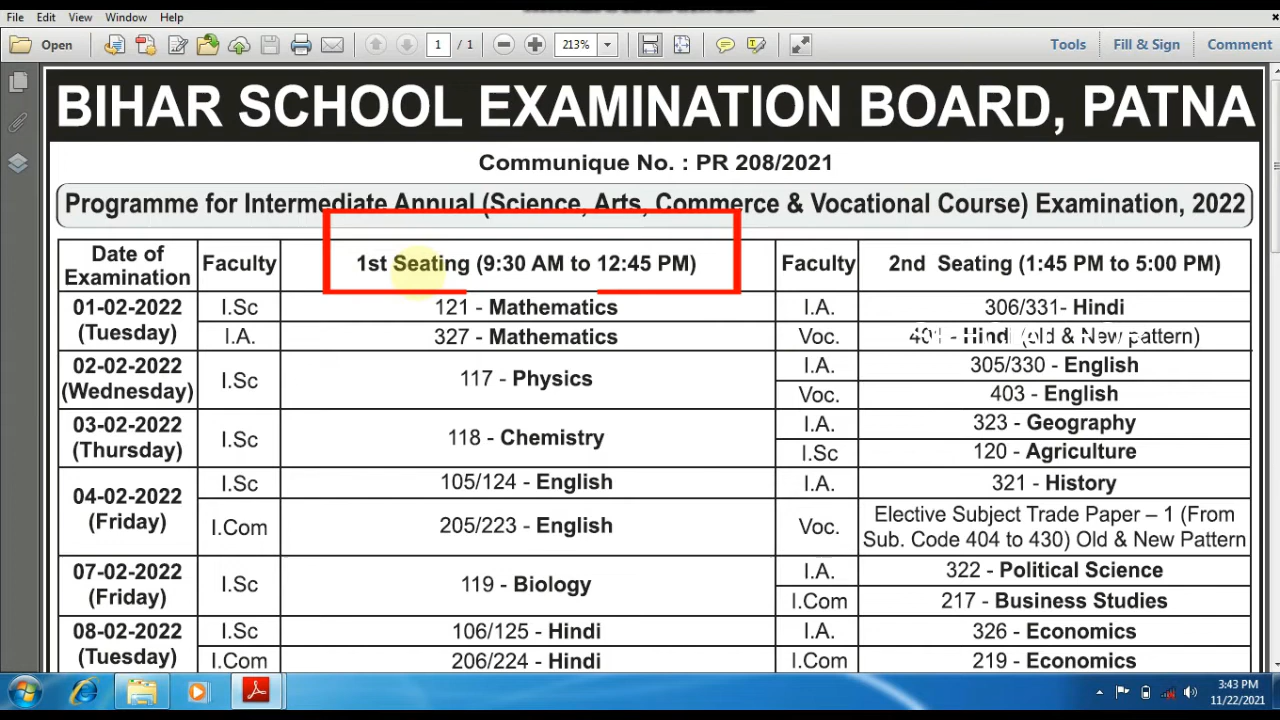 File Edit View Window Help
Open 1 / 1 213% Tools Fill & Sign Comment
BIHAR SCHOOL EXAMINATION BOARD, PATNA
Communique No. : PR 208/2021
Programme for Intermediate Annual (Science, Arts, Commerce & Vocational Course) Examination, 2022
Date of Examination Faculty 1st Seating (9:30 AM to 12:45 PM) Faculty 2nd Seating (1:45 PM to 5:00 PM)
01-02-2022 (Tuesday) I.Sc 121 - Mathematics I.A. 306/331- Hindi
I.A. 327 - Mathematics Voc. 401 - Hindi (old & New pattern)
02-02-2022 (Wednesday) I.Sc 117 - Physics I.A. 305/330 - English
Voc. 403 - English
03-02-2022 (Thursday) I.Sc 118 - Chemistry I.A. 323 - Geography
I.Sc 120 - Agriculture
04-02-2022 (Friday) I.Sc 105/124 - English I.A. 321 - History
I.Com 205/223 - English Voc. Elective Subject Trade Paper – 1 (From Sub. Code 404 to 430) Old & New Pattern
07-02-2022 (Friday) I.Sc 119 - Biology I.A. 322 - Political Science
I.Com 217 - Business Studies
08-02-2022 (Tuesday) I.Sc 106/125 - Hindi I.A. 326 - Economics
I.Com 206/224 - Hindi I.Com 219 - Economics
3:43 PM
11/22/2021